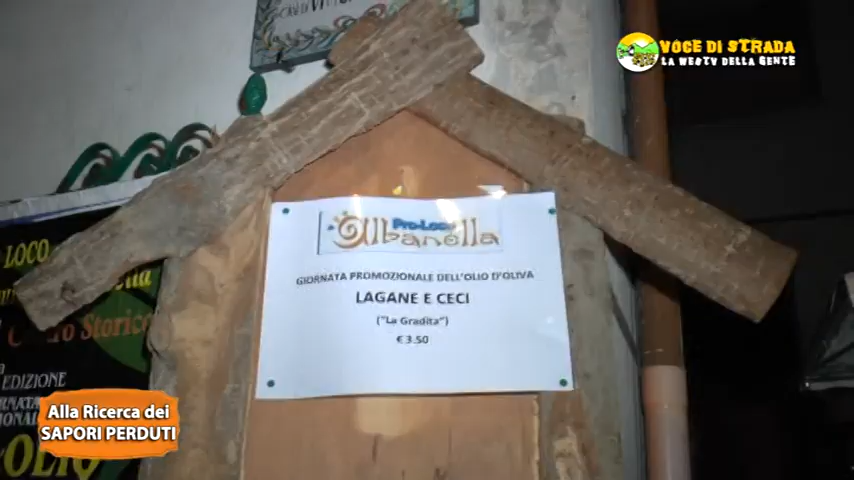 VOCE DI STRADA
LA WEBTV DELLA GENTE
Pro-Loco
albanella
GIORNATA PROMOZIONALE DELL'OLIO D'OLIVA
LAGANE E CECI
("La Gradita")
€ 3.50
LOCO
Storico
EDIZIONE
Alla Ricerca dei
SAPORI PERDUTI